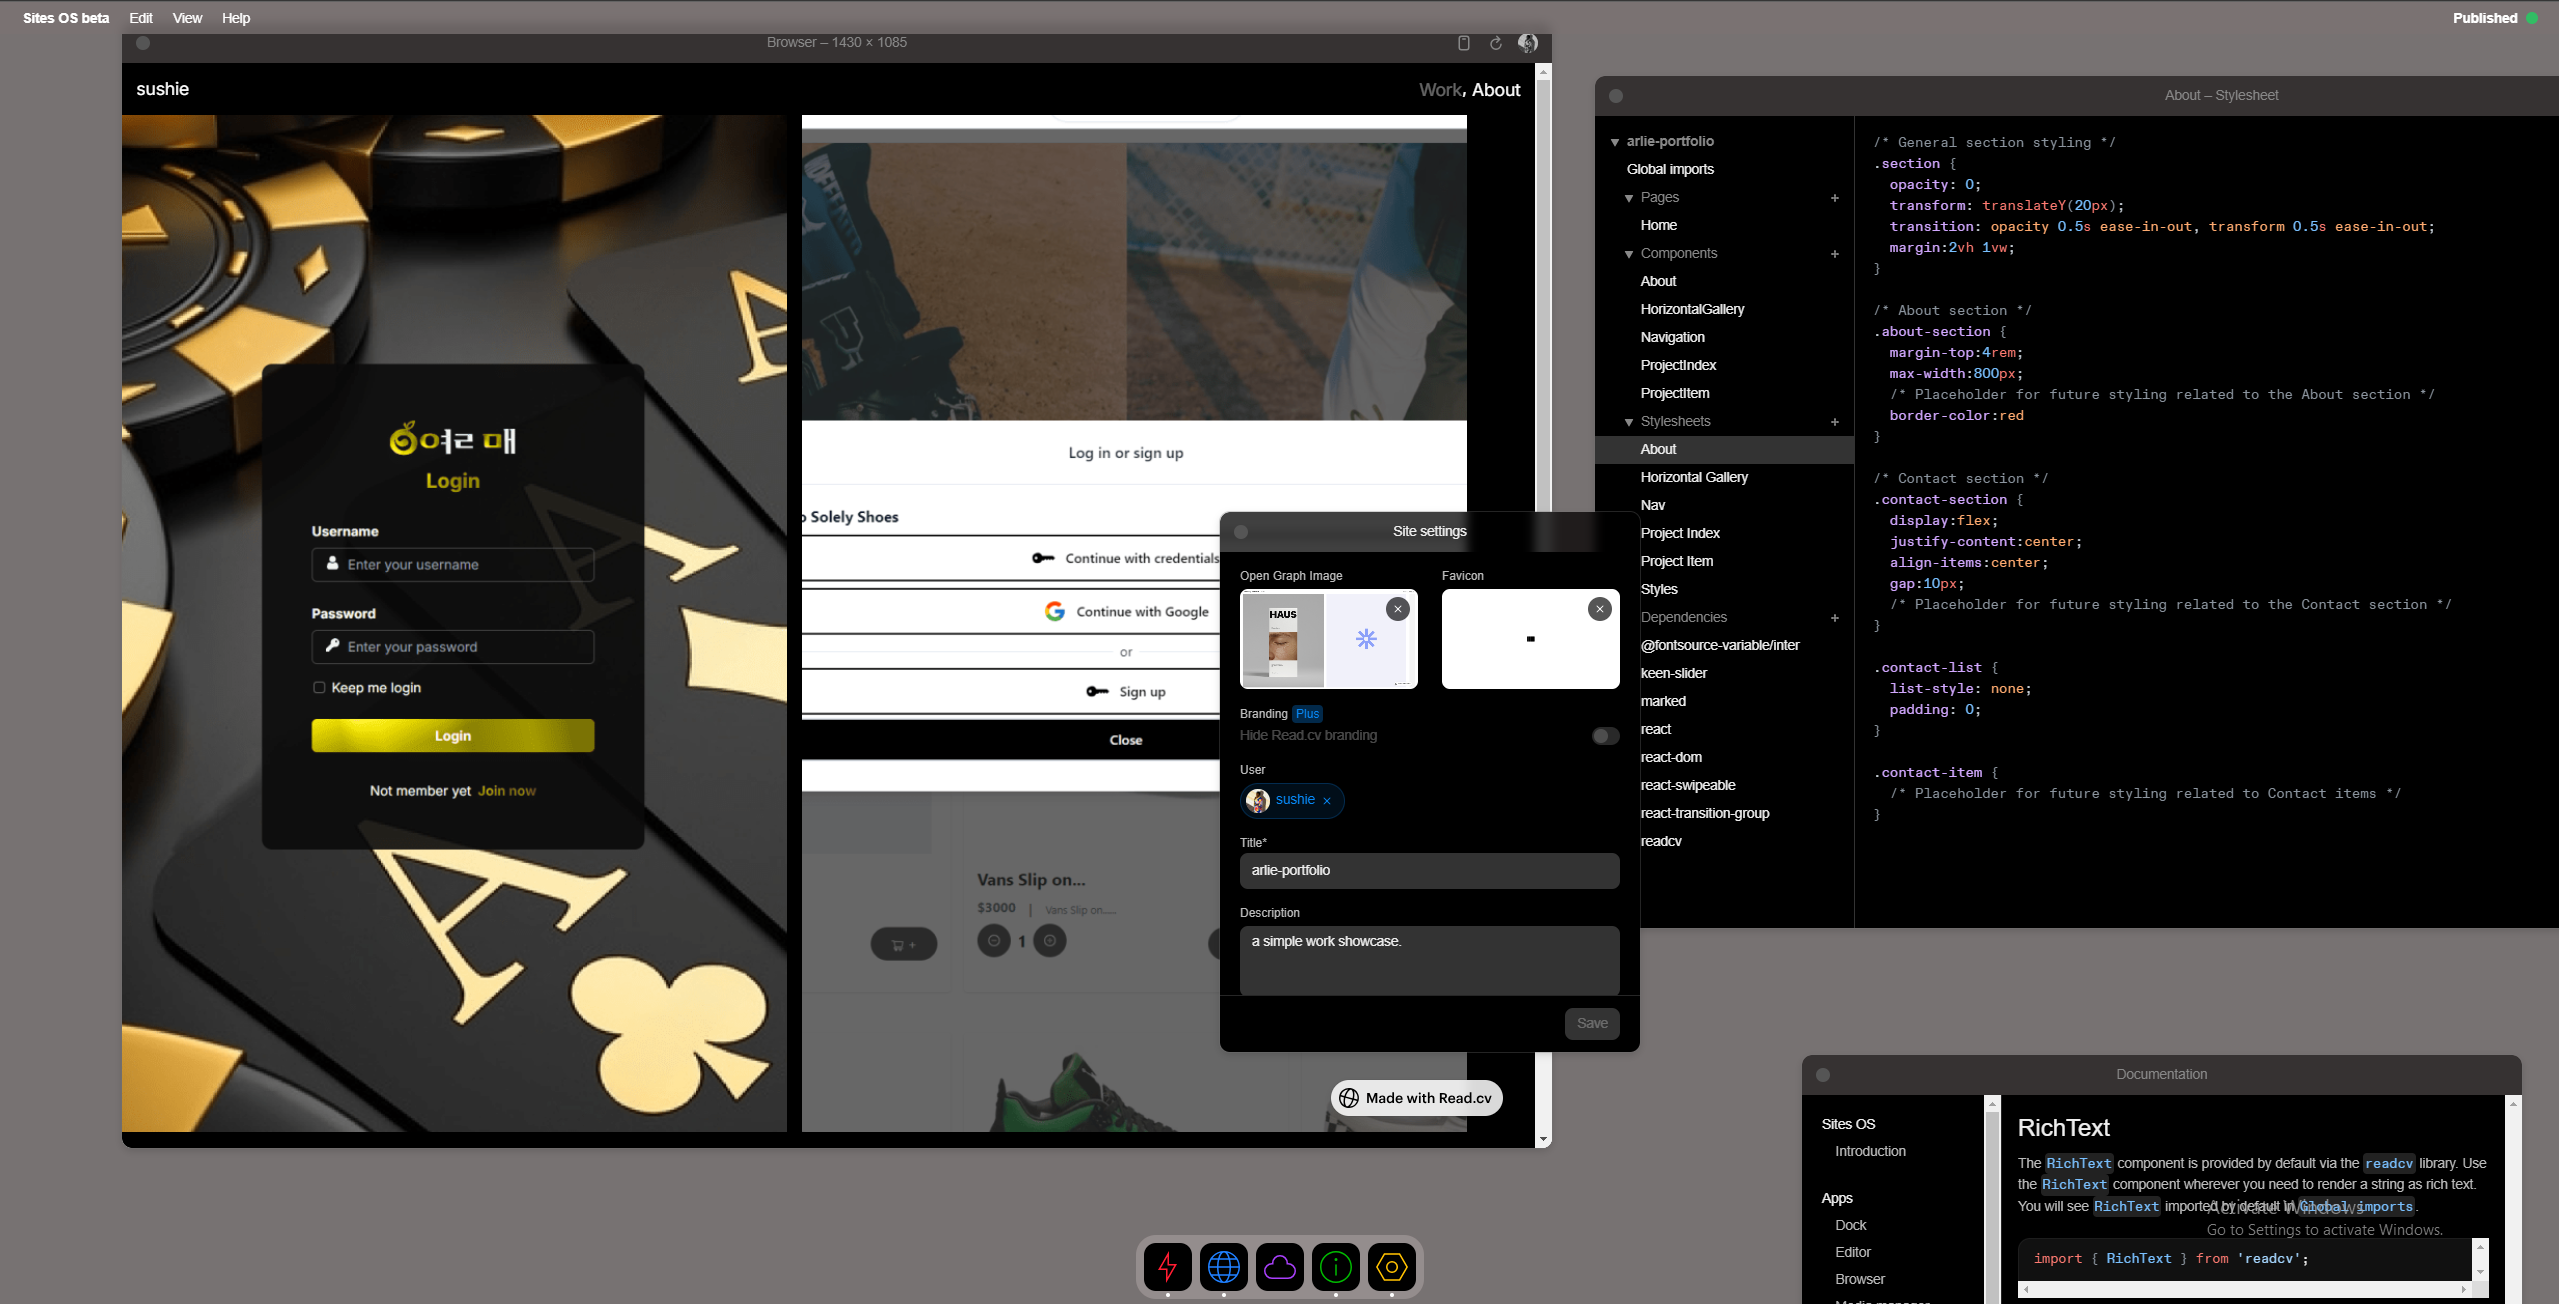 Sites OS beta Edit View Help
Published
Browser – 1430 × 1085
sushie
Work, About
여르매
Login
Username
Enter your username
Password
Enter your password
Keep me login
Login
Not member yet Join now
Log in or sign up
Solely Shoes
Continue with credentials
Continue with Google
or
Sign up
Close
Vans Slip on...
$3000 | Vans Slip on.....
1
Made with Read.cv
Site settings
Open Graph Image
Favicon
HAUS
Branding Plus
Hide Read.cv branding
User
sushie
Title*
arlie-portfolio
Description
a simple work showcase.
Save
About – Stylesheet
arlie-portfolio
Global imports
Pages
Home
Components
About
HorizontalGallery
Navigation
ProjectIndex
ProjectItem
Stylesheets
About
Horizontal Gallery
Nav
Project Index
Project Item
Styles
Dependencies
@fontsource-variable/inter
keen-slider
marked
react
react-dom
react-swipeable
react-transition-group
readcv
/* General section styling */
.section {
opacity: 0;
transform: translateY(20px);
transition: opacity 0.5s ease-in-out, transform 0.5s ease-in-out;
margin:2vh 1vw;
}
/* About section */
.about-section {
margin-top:4rem;
max-width:800px;
/* Placeholder for future styling related to the About section */
border-color:red
}
/* Contact section */
.contact-section {
display:flex;
justify-content:center;
align-items:center;
gap:10px;
/* Placeholder for future styling related to the Contact section */
}
.contact-list {
list-style: none;
padding: 0;
}
.contact-item {
/* Placeholder for future styling related to Contact items */
}
Documentation
Sites OS
Introduction
Apps
Dock
Editor
Browser
Media manager
RichText
The RichText component is provided by default via the readcv library. Use
the RichText component wherever you need to render a string as rich text.
You will see RichText imported by default in Global imports.
import { RichText } from 'readcv';
Activate Windows
Go to Settings to activate Windows.